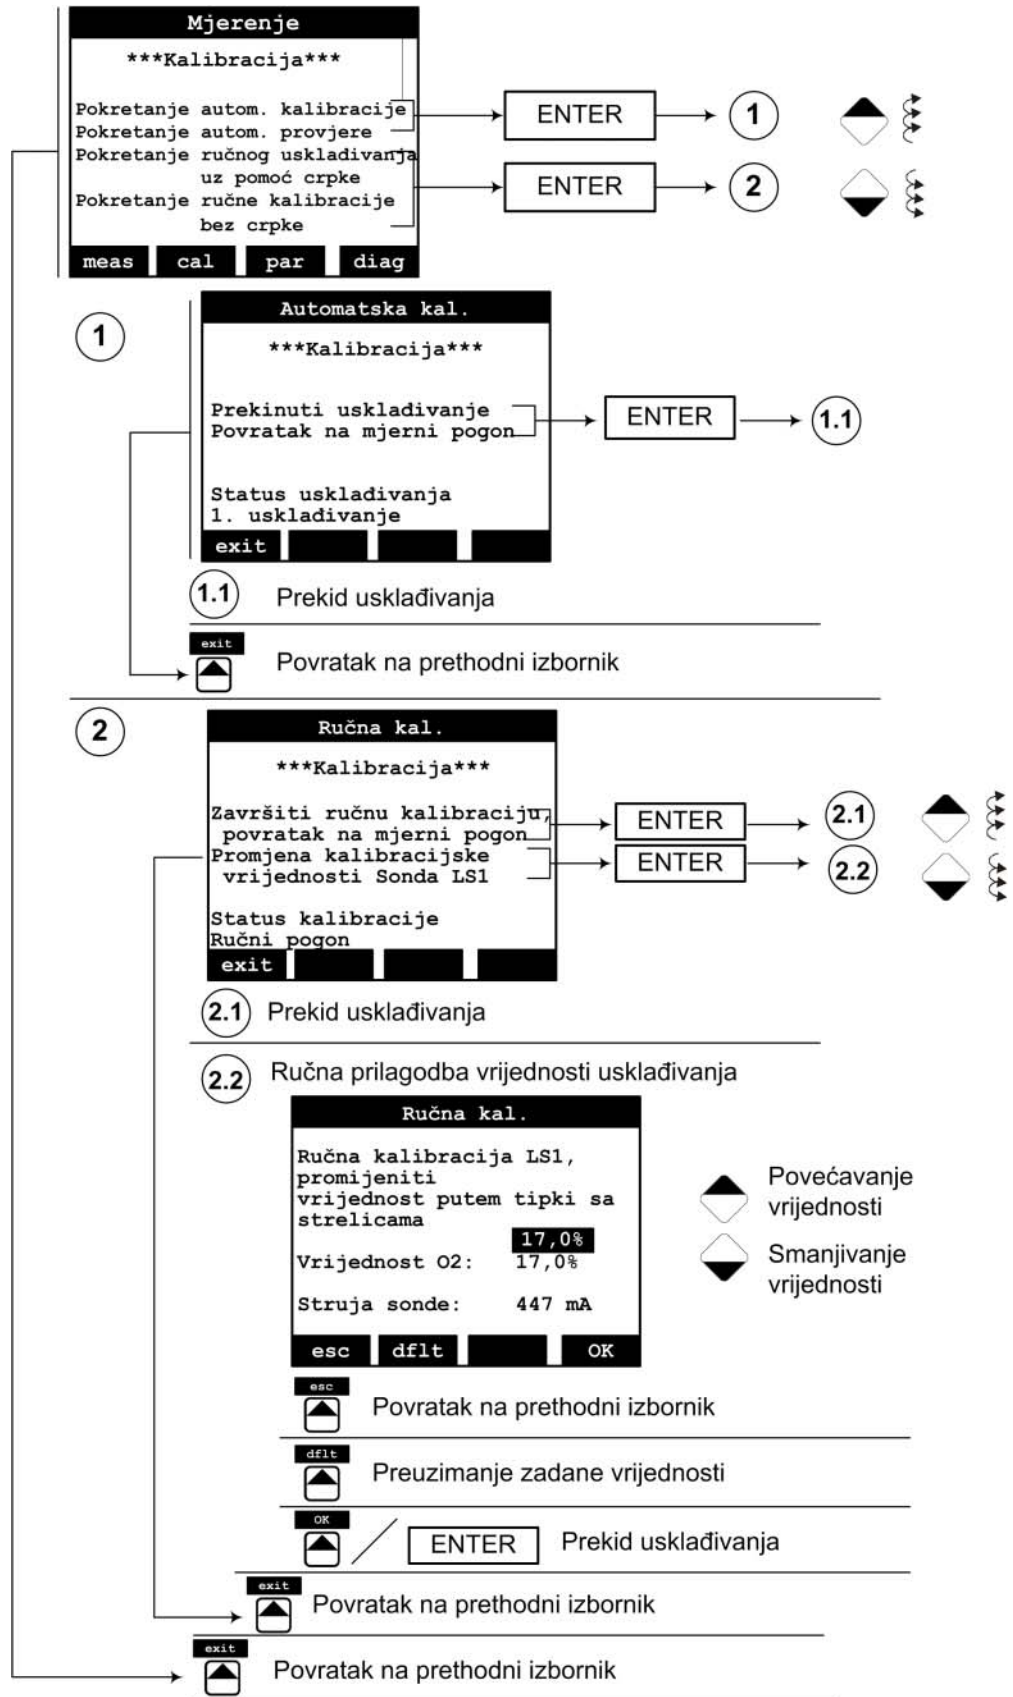 Mjerenje
***Kalibracija***
Pokretanje autom. kalibracije
Pokretanje autom. provjere
Pokretanje ručnog usklađivanja
uz pomoć crpke
Pokretanje ručne kalibracije
bez crpke
meas cal par diag
ENTER
1
ENTER
2
1
Automatska kal.
***Kalibracija***
Prekinuti usklađivanje
Povratak na mjerni pogon
Status usklađivanja
1. usklađivanje
exit
ENTER
1.1
1.1 Prekid usklađivanja
exit
Povratak na prethodni izbornik
2
Ručna kal.
***Kalibracija***
Završiti ručnu kalibraciju,
povratak na mjerni pogon
Promjena kalibracijske
vrijednosti Sonda LS1
Status kalibracije
Ručni pogon
exit
ENTER
2.1
ENTER
2.2
2.1 Prekid usklađivanja
2.2 Ručna prilagodba vrijednosti usklađivanja
Ručna kal.
Ručna kalibracija LS1,
promijeniti
vrijednost putem tipki sa
strelicama
17,0%
Vrijednost O2: 17,0%
Struja sonde: 447 mA
esc dflt OK
Povećavanje
vrijednosti
Smanjivanje
vrijednosti
esc
Povratak na prethodni izbornik
dflt
Preuzimanje zadane vrijednosti
OK
/ ENTER Prekid usklađivanja
exit
Povratak na prethodni izbornik
exit
Povratak na prethodni izbornik